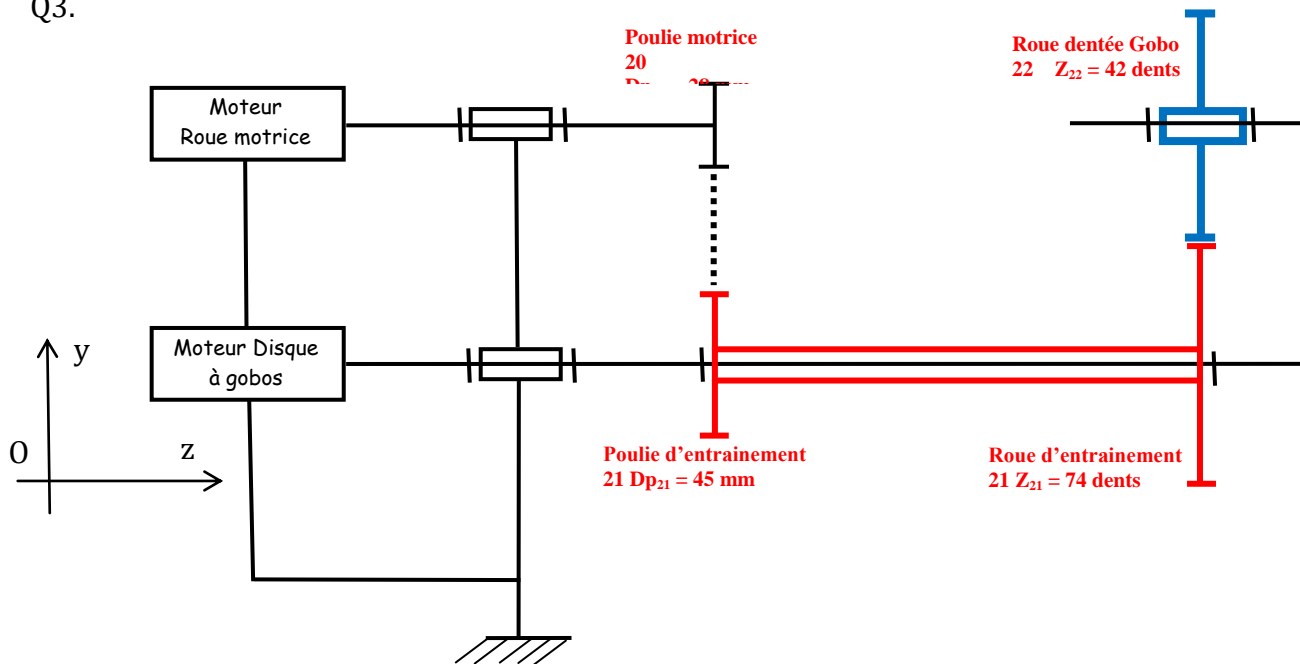 Q3.
Poulie motrice
20
Roue dentée Gobo
22 Z₂₂ = 42 dents
Moteur
Roue motrice
Moteur Disque
à gobos
y
O
z
Poulie d'entrainement
21 Dp₂₁ = 45 mm
Roue d'entrainement
21 Z₂₁ = 74 dents